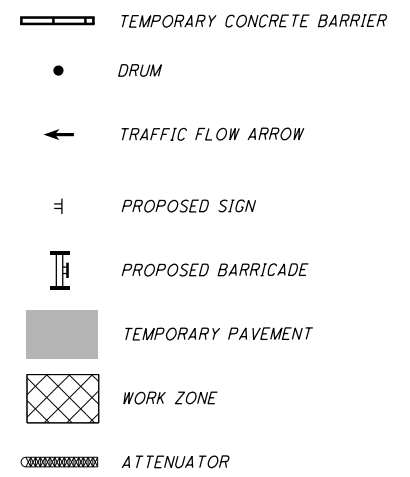 TEMPORARY CONCRETE BARRIER
DRUM
TRAFFIC FLOW ARROW
PROPOSED SIGN
PROPOSED BARRICADE
TEMPORARY PAVEMENT
WORK ZONE
ATTENUATOR